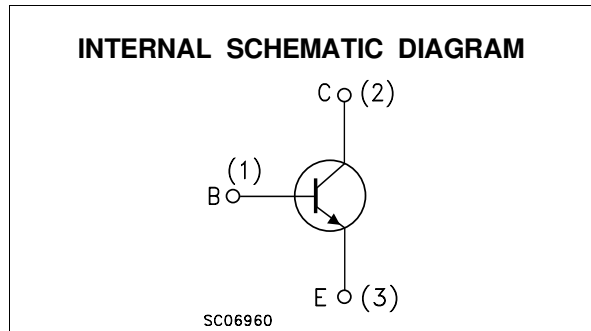 INTERNAL SCHEMATIC DIAGRAM
C (2)
(1)
B
E (3)
SC06960